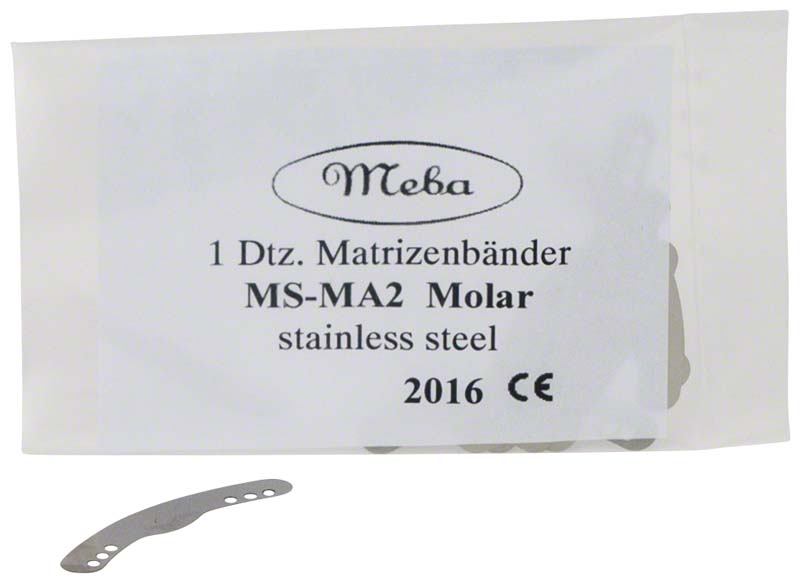 Meba
1 Dtz. Matrizenbänder
MS-MA2 Molar
stainless steel
2016 CE